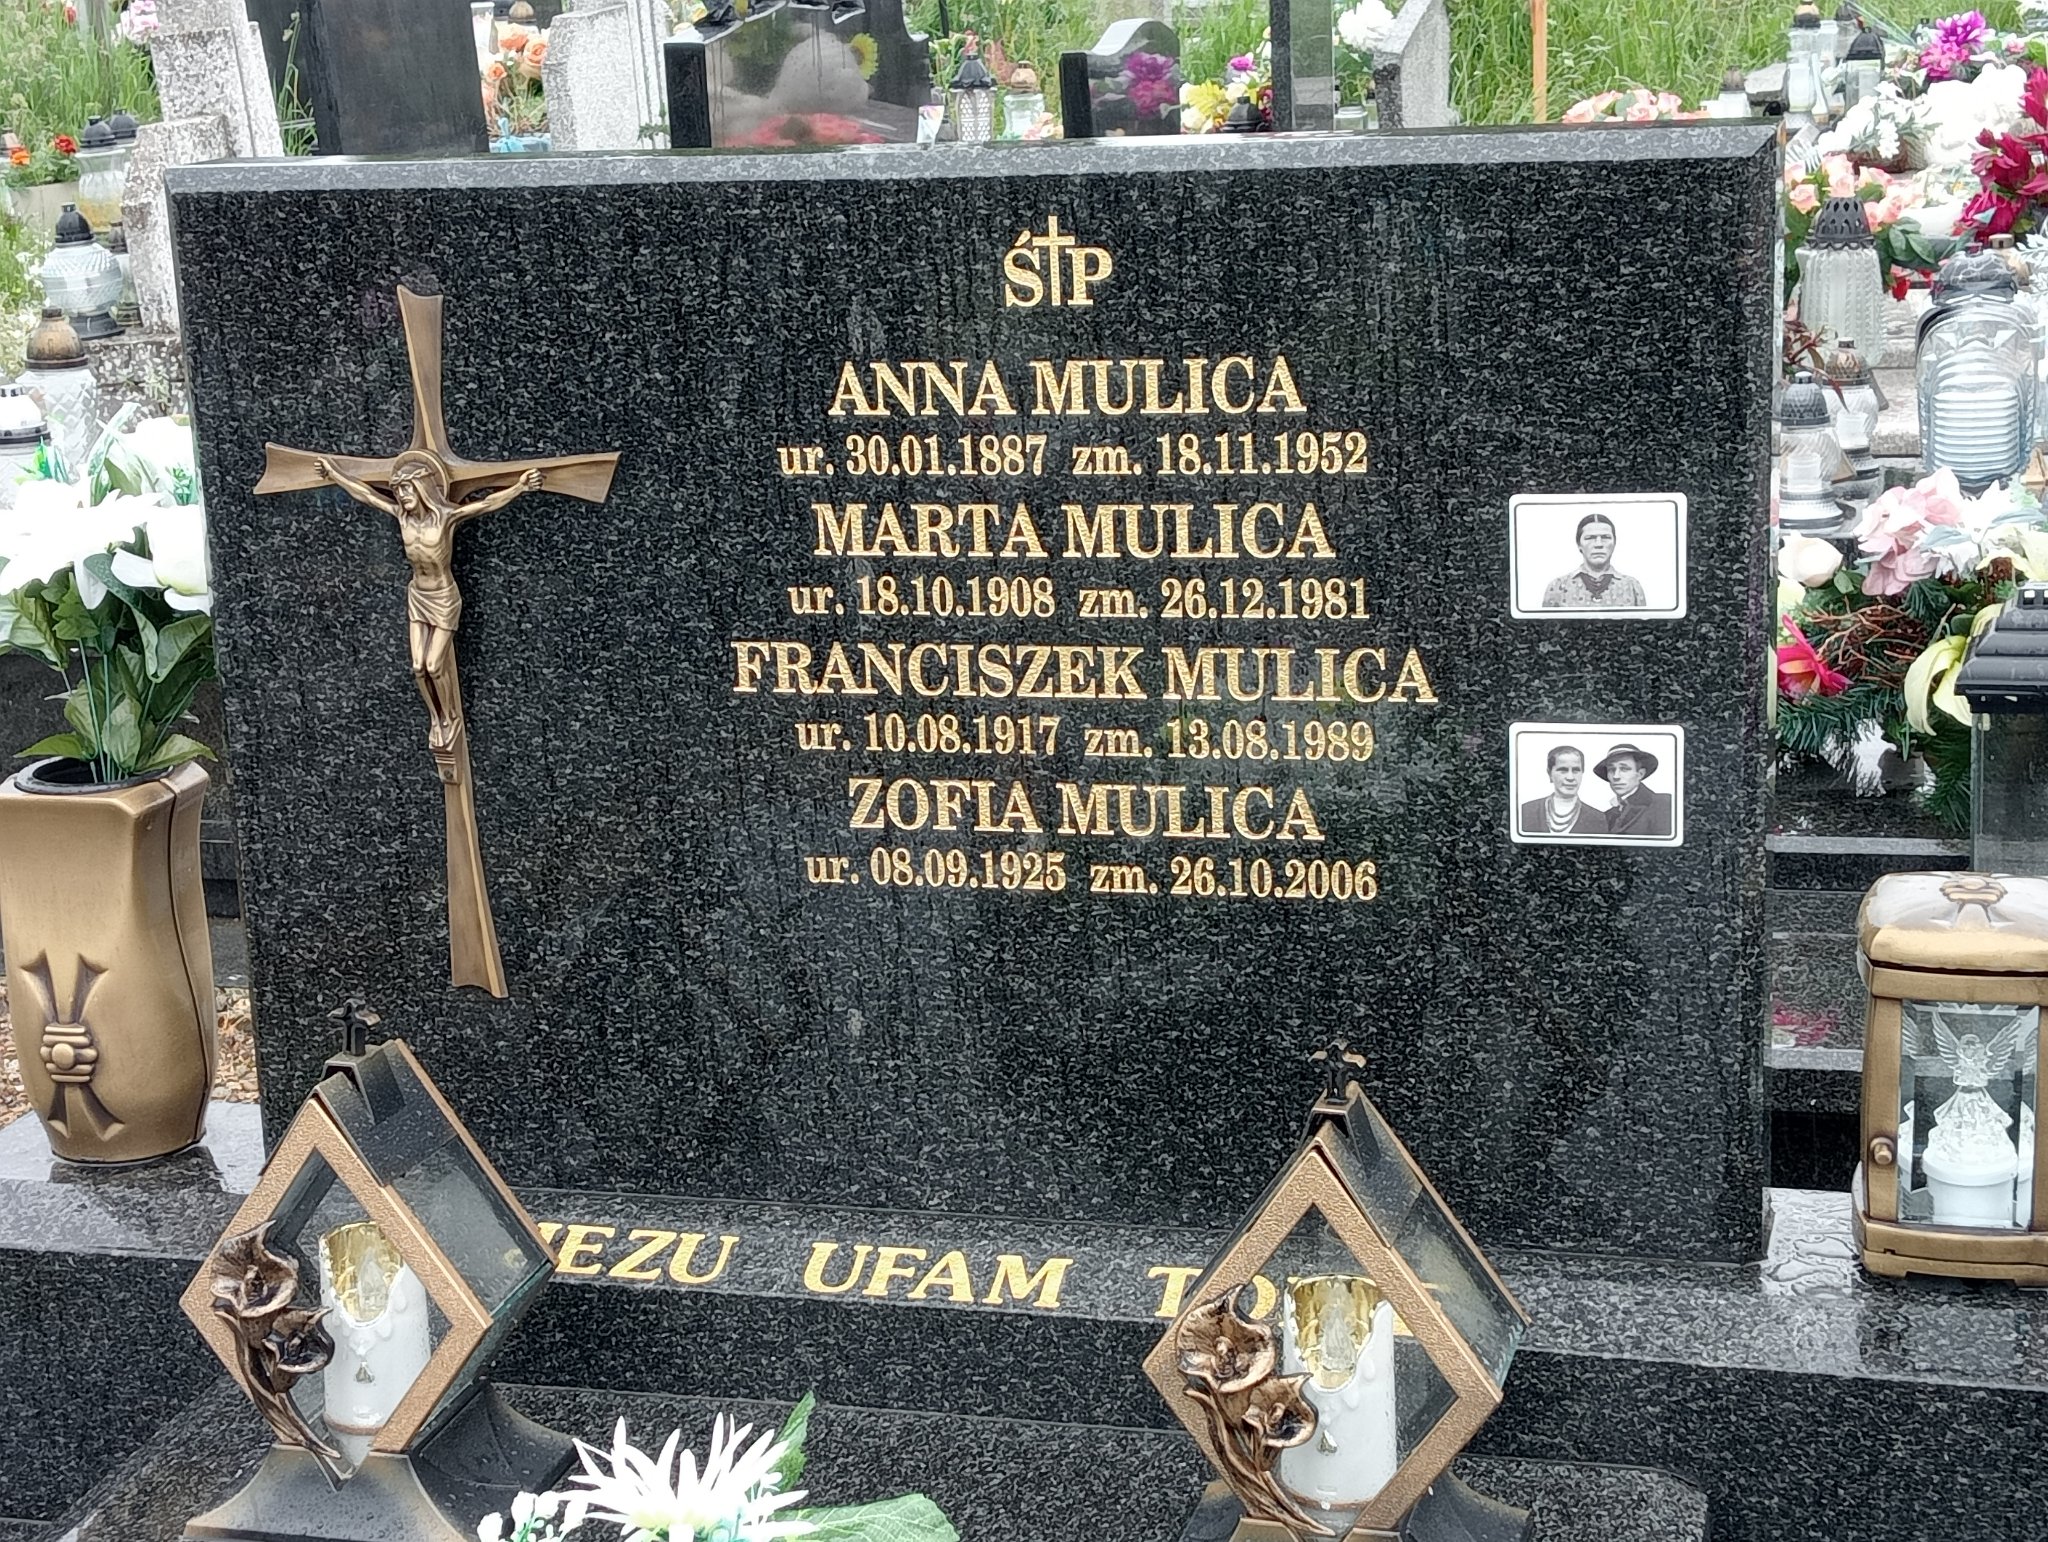 Ś†P
ANNA MULICA
ur. 30.01.1887 zm. 18.11.1952
MARTA MULICA
ur. 18.10.1908 zm. 26.12.1981
FRANCISZEK MULICA
ur. 10.08.1917 zm. 13.08.1989
ZOFIA MULICA
ur. 08.09.1925 zm. 26.10.2006
JEZU UFAM